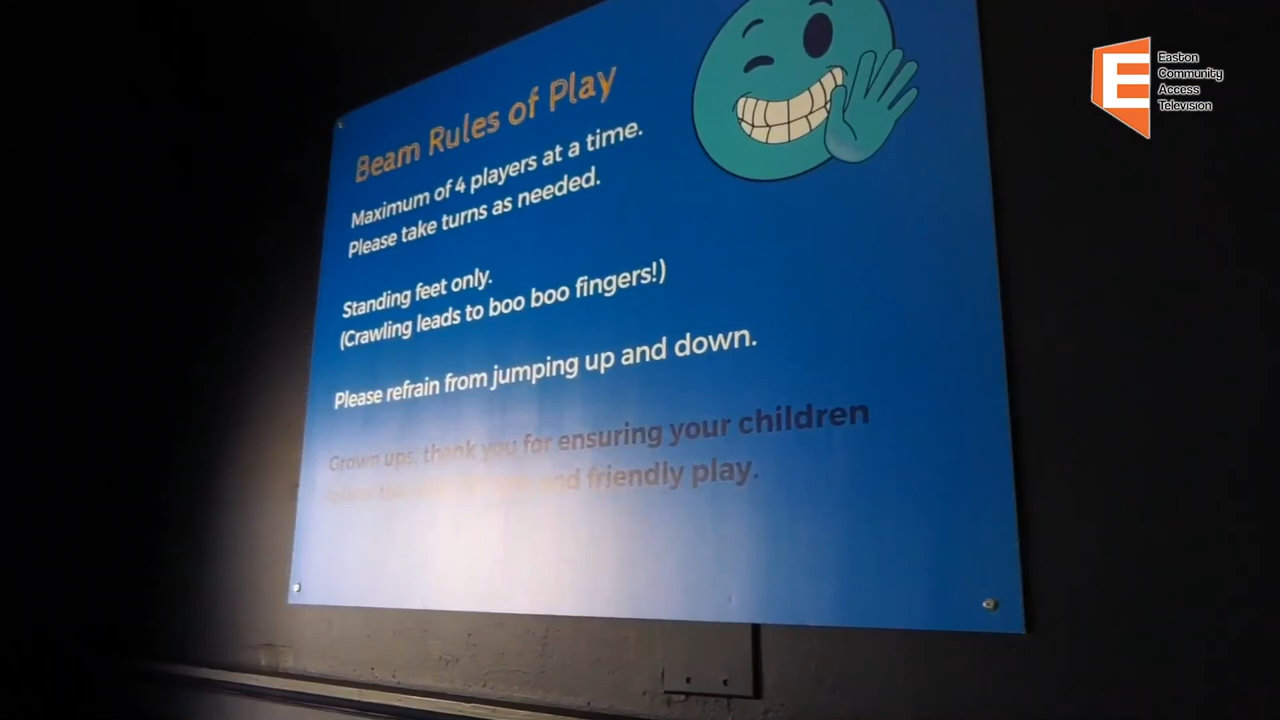 Beam Rules of Play
Maximum of 4 players at a time.
Please take turns as needed.
Standing feet only.
(Crawling leads to boo boo fingers!)
Please refrain from jumping up and down.
Grown ups, thank you for ensuring your children
and friendly play.
E
Easton
Community
Access
Television